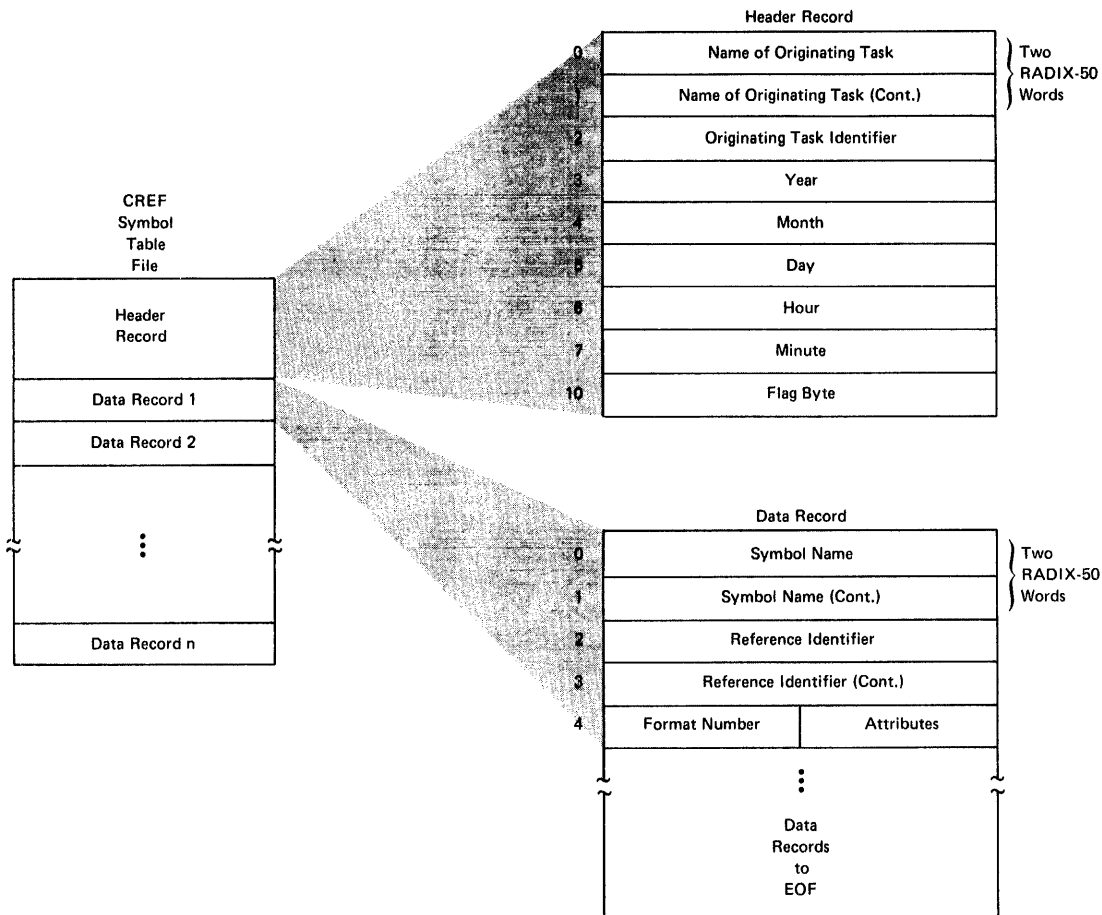 Header Record
0 Name of Originating Task
1 Name of Originating Task (Cont.)
Two
RADIX-50
Words
2 Originating Task Identifier
3 Year
4 Month
5 Day
6 Hour
7 Minute
10 Flag Byte
CREF
Symbol
Table
File
Header
Record
Data Record 1
Data Record 2
Data Record n
Data Record
0 Symbol Name
1 Symbol Name (Cont.)
Two
RADIX-50
Words
2 Reference Identifier
3 Reference Identifier (Cont.)
4 Format Number Attributes
Data
Records
to
EOF